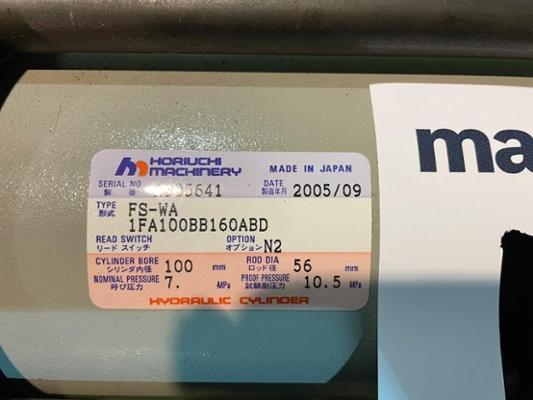 HORIUCHI
MACHINERY
MADE IN JAPAN
SERIAL NO
製 番
DATE
製造年月 2005/09
TYPE
形式 FS-WA
1FA100BB160ABD
READ SWITCH
リード スイッチ
OPTION
オプション N2
CYLINDER BORE
シリンダ内径 100 mm
ROD DIA
ロッド径 56 mm
NOMINAL PRESSURE
呼び圧力 7. MPa
PROOF PRESSURE
試験耐圧力 10.5 MPa
HYDRAULIC CYLINDER
ma